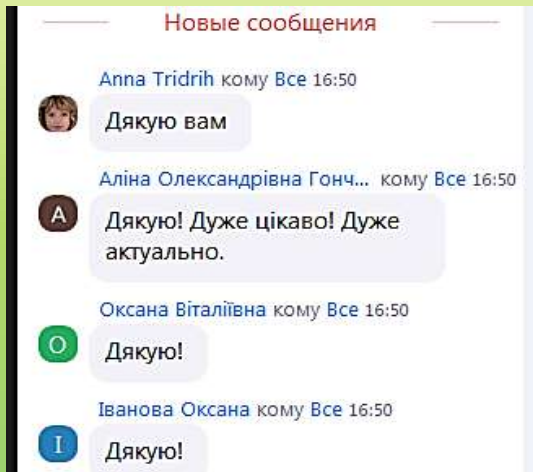 Новые сообщения
Anna Tridrih кому Все 16:50
Дякую вам
Аліна Олександрівна Гонч... кому Все 16:50
А
Дякую! Дуже цікаво! Дуже
актуально.
Оксана Віталіївна кому Все 16:50
О
Дякую!
Іванова Оксана кому Все 16:50
І
Дякую!